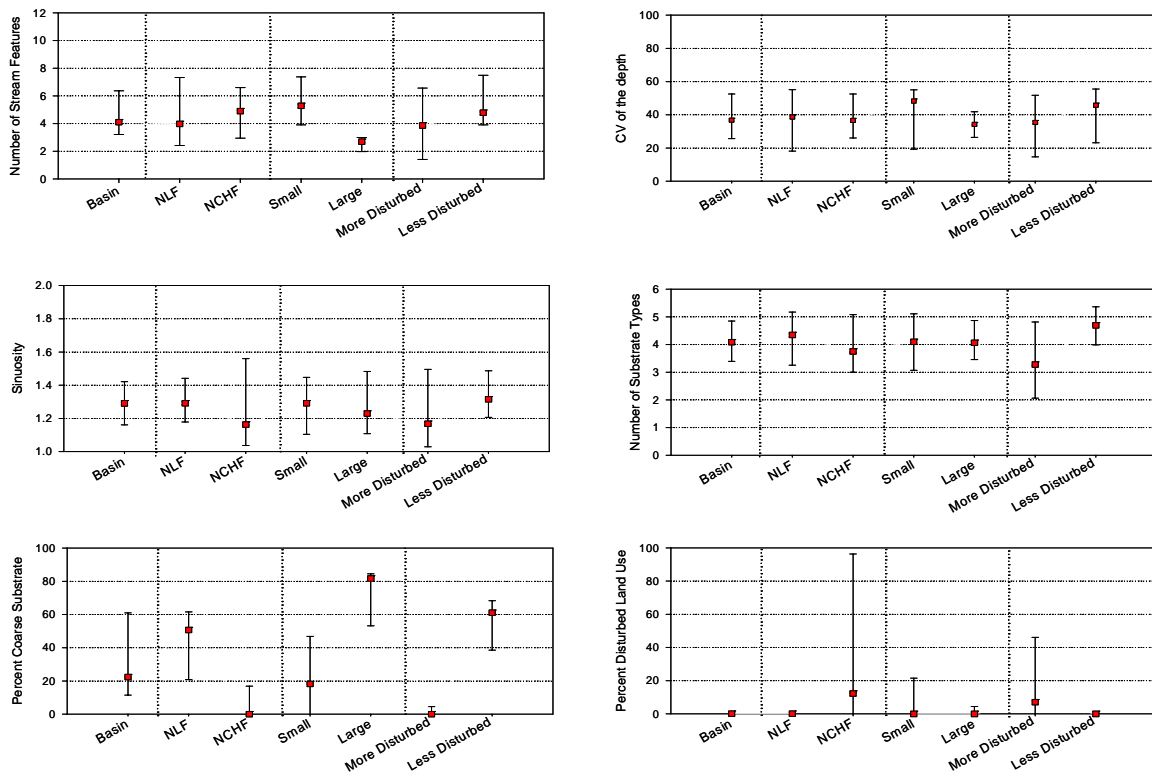 Number of Stream Features
12
10
8
6
4
2
0
Basin
NLF
NCHF
Small
Large
More Disturbed
Less Disturbed
CV of the depth
100
80
60
40
20
0
Basin
NLF
NCHF
Small
Large
More Disturbed
Less Disturbed
Sinuosity
2.0
1.8
1.6
1.4
1.2
1.0
Basin
NLF
NCHF
Small
Large
More Disturbed
Less Disturbed
Number of Substrate Types
6
5
4
3
2
1
0
Basin
NLF
NCHF
Small
Large
More Disturbed
Less Disturbed
Percent Coarse Substrate
100
80
60
40
20
0
Basin
NLF
NCHF
Small
Large
More Disturbed
Less Disturbed
Percent Disturbed Land Use
100
80
60
40
20
0
Basin
NLF
NCHF
Small
Large
More Disturbed
Less Disturbed